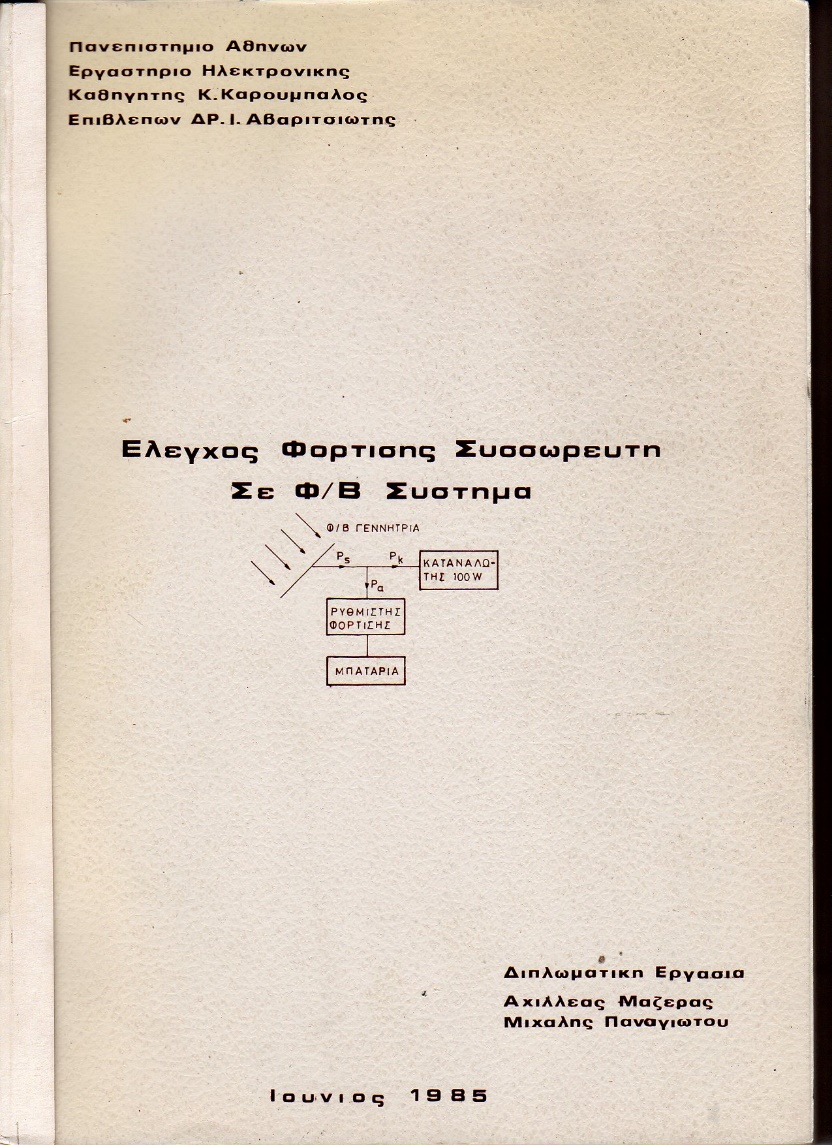 Πανεπιστημιο Αθηνων
Εργαστηριο Ηλεκτρονικης
Καθηγητης Κ.Καρουμπαλος
Επιβλεπων ΔΡ.Ι.Αβαριτσιωτης
Ελεγχος Φορτισης Συσσωρευτη
Σε Φ/Β Συστημα
Φ/Β ΓΕΝΝΗΤΡΙΑ
Ps Pk
ΚΑΤΑΝΑΛΩ-
ΤΗΣ 100W
Pα
ΡΥΘΜΙΣΤΗΣ
ΦΟΡΤΙΣΗΣ
ΜΠΑΤΑΡΙΑ
Διπλωματικη Εργασια
Αχιλλεας Μαζερας
Μιχαλης Παναγιωτου
Ιουνιος 1985